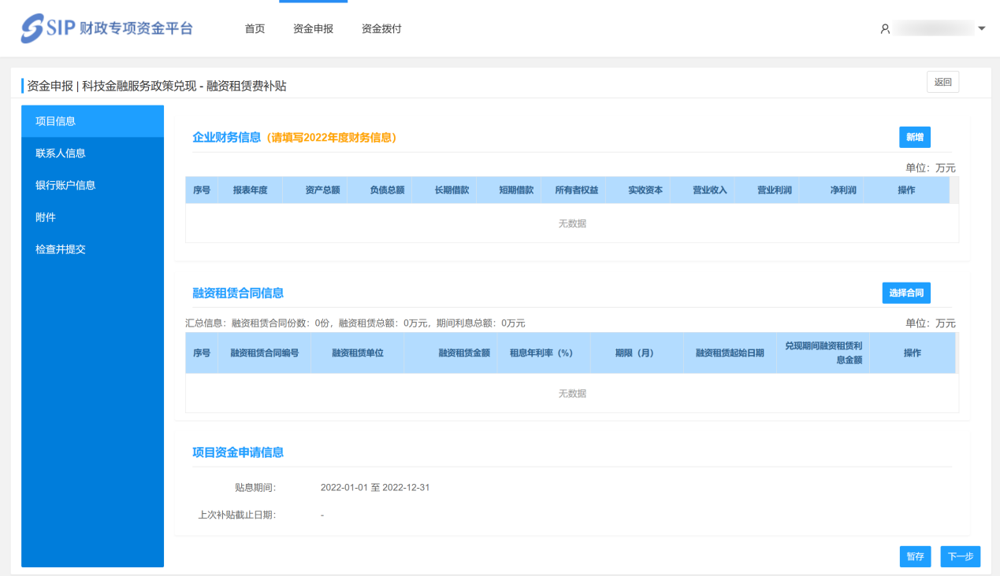 SIP 财政专项资金平台 首页 资金申报 资金拨付
资金申报 | 科技金融服务政策兑现 - 融资租赁费补贴 返回
项目信息
联系人信息
银行账户信息
附件
检查并提交
企业财务信息（请填写2022年度财务信息） 新增
单位：万元
序号 报表年度 资产总额 负债总额 长期借款 短期借款 所有者权益 实收资本 营业收入 营业利润 净利润 操作
无数据
融资租赁合同信息 选择合同
汇总信息：融资租赁合同份数：0份，融资租赁总额：0万元，期间利息总额：0万元 单位：万元
序号 融资租赁合同编号 融资租赁单位 融资租赁金额 租息年利率（%） 期限（月） 融资租赁起始日期 兑现期间融资租赁利
息金额 操作
无数据
项目资金申请信息
贴息期间： 2022-01-01 至 2022-12-31
上次补贴截止日期： -
暂存 下一步